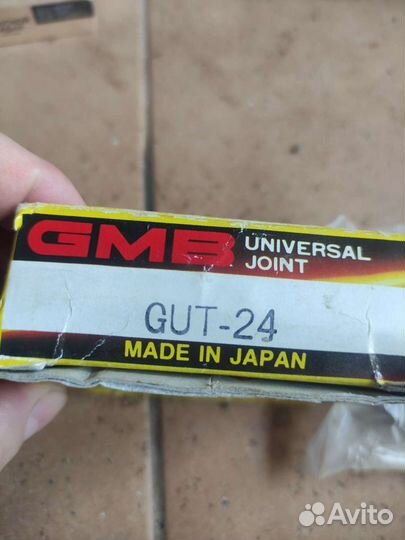 GMB UNIVERSAL
JOINT
GUT-24
MADE IN JAPAN
Avito